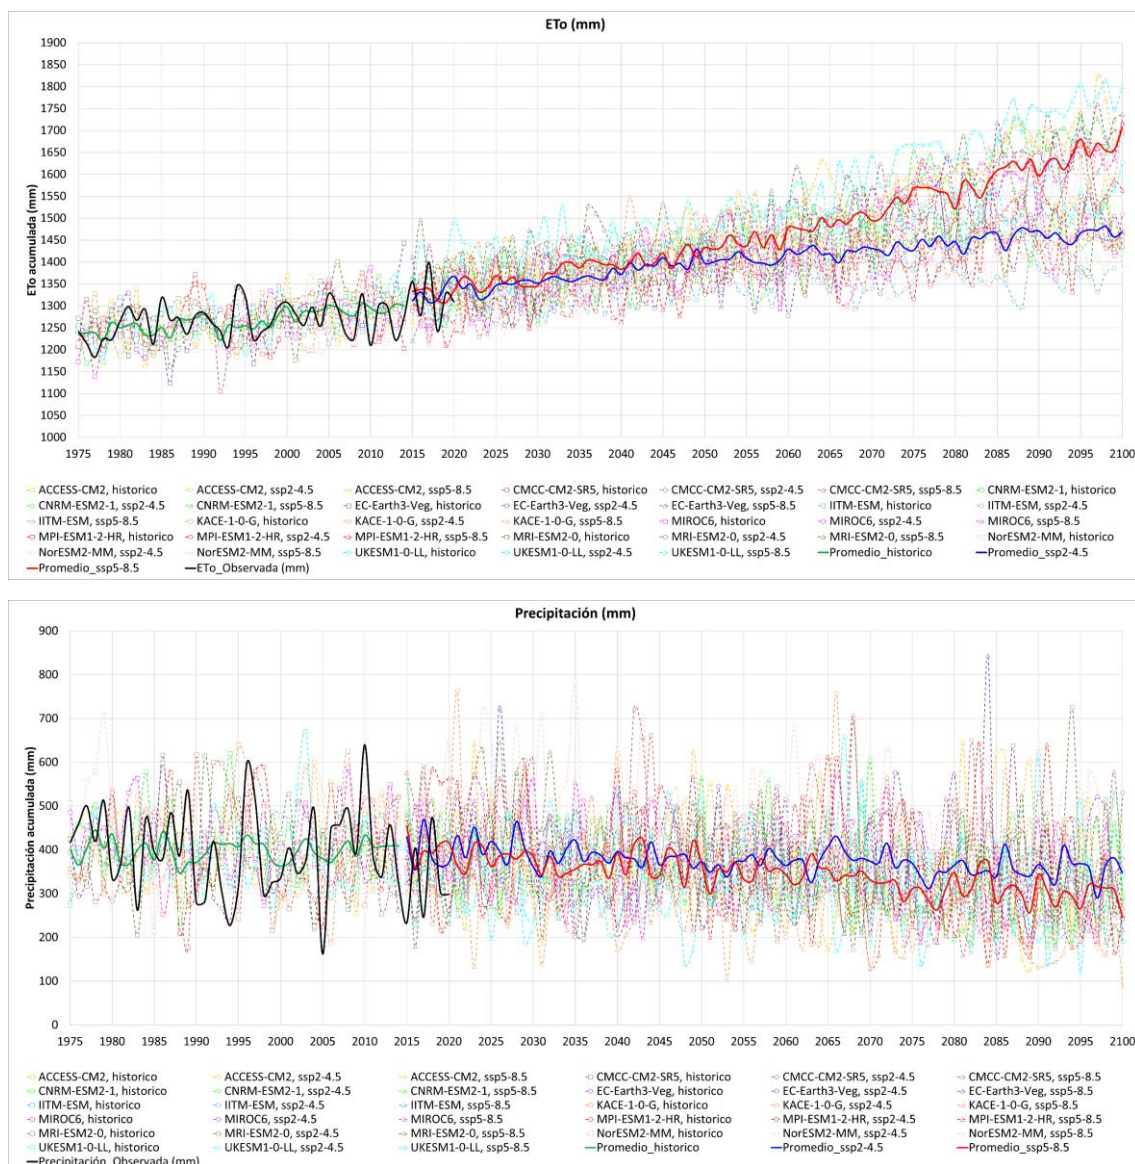 ETo (mm)
1900
1850
1800
1750
1700
1650
1600
1550
1500
1450
1400
1350
1300
1250
1200
1150
1100
1050
1000
ETo acumulada (mm)
1975 1980 1985 1990 1995 2000 2005 2010 2015 2020 2025 2030 2035 2040 2045 2050 2055 2060 2065 2070 2075 2080 2085 2090 2095 2100
ACCESS-CM2, historico ACCESS-CM2, ssp2-4.5 ACCESS-CM2, ssp5-8.5 CMCC-CM2-SR5, historico CMCC-CM2-SR5, ssp2-4.5 CMCC-CM2-SR5, ssp5-8.5 CNRM-ESM2-1, historico
CNRM-ESM2-1, ssp2-4.5 CNRM-ESM2-1, ssp5-8.5 EC-Earth3-Veg, historico EC-Earth3-Veg, ssp2-4.5 EC-Earth3-Veg, ssp5-8.5 IITM-ESM, historico IITM-ESM, ssp2-4.5
IITM-ESM, ssp5-8.5 KACE-1-0-G, historico KACE-1-0-G, ssp2-4.5 KACE-1-0-G, ssp5-8.5 MIROC6, historico MIROC6, ssp2-4.5 MIROC6, ssp5-8.5
MPI-ESM1-2-HR, historico MPI-ESM1-2-HR, ssp2-4.5 MPI-ESM1-2-HR, ssp5-8.5 MRI-ESM2-0, historico MRI-ESM2-0, ssp2-4.5 MRI-ESM2-0, ssp5-8.5 NorESM2-MM, historico
NorESM2-MM, ssp2-4.5 NorESM2-MM, ssp5-8.5 UKESM1-0-LL, historico UKESM1-0-LL, ssp2-4.5 UKESM1-0-LL, ssp5-8.5 Promedio_historico Promedio_ssp2-4.5
Promedio_ssp5-8.5 ETo_Observada (mm)
Precipitación (mm)
900
800
700
600
500
400
300
200
100
0
Precipitación acumulada (mm)
1975 1980 1985 1990 1995 2000 2005 2010 2015 2020 2025 2030 2035 2040 2045 2050 2055 2060 2065 2070 2075 2080 2085 2090 2095 2100
ACCESS-CM2, historico ACCESS-CM2, ssp2-4.5 ACCESS-CM2, ssp5-8.5 CMCC-CM2-SR5, historico CMCC-CM2-SR5, ssp2-4.5 CMCC-CM2-SR5, ssp5-8.5
CNRM-ESM2-1, historico CNRM-ESM2-1, ssp2-4.5 CNRM-ESM2-1, ssp5-8.5 EC-Earth3-Veg, historico EC-Earth3-Veg, ssp2-4.5 EC-Earth3-Veg, ssp5-8.5
IITM-ESM, historico IITM-ESM, ssp2-4.5 IITM-ESM, ssp5-8.5 KACE-1-0-G, historico KACE-1-0-G, ssp2-4.5 KACE-1-0-G, ssp5-8.5
MIROC6, historico MIROC6, ssp2-4.5 MIROC6, ssp5-8.5 MPI-ESM1-2-HR, historico MPI-ESM1-2-HR, ssp2-4.5 MPI-ESM1-2-HR, ssp5-8.5
MRI-ESM2-0, historico MRI-ESM2-0, ssp2-4.5 MRI-ESM2-0, ssp5-8.5 NorESM2-MM, historico NorESM2-MM, ssp2-4.5 NorESM2-MM, ssp5-8.5
UKESM1-0-LL, historico UKESM1-0-LL, ssp2-4.5 UKESM1-0-LL, ssp5-8.5 Promedio_historico Promedio_ssp2-4.5 Promedio_ssp5-8.5
Precipitación_Observada (mm)